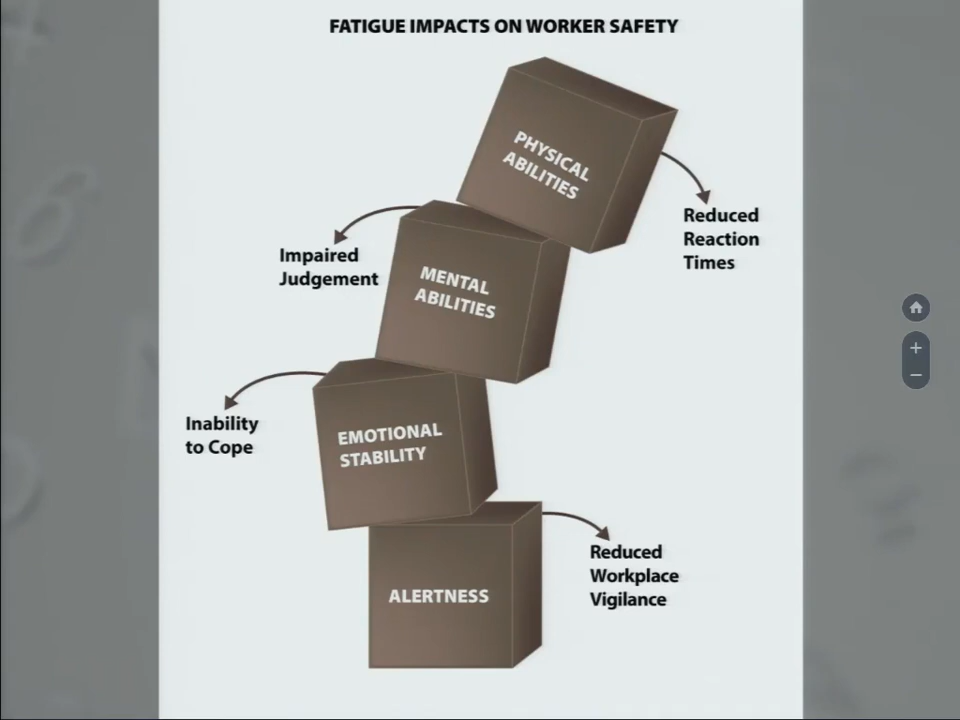 FATIGUE IMPACTS ON WORKER SAFETY
PHYSICAL
ABILITIES
Reduced
Reaction
Times
Impaired
Judgement
MENTAL
ABILITIES
Inability
to Cope
EMOTIONAL
STABILITY
Reduced
Workplace
Vigilance
ALERTNESS